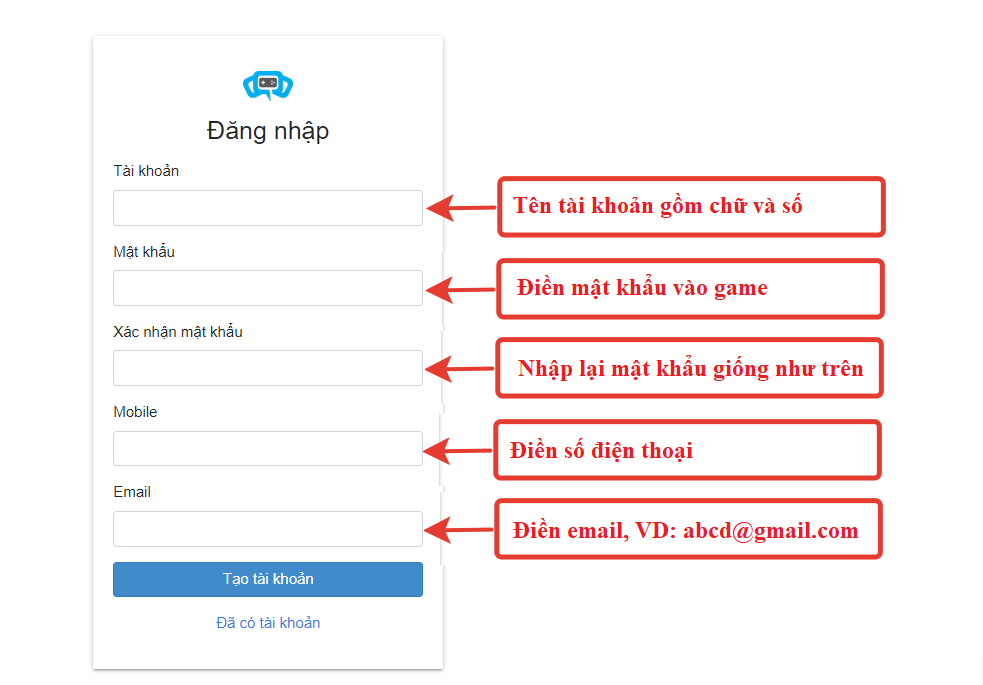 Đăng nhập
Tài khoản
Tên tài khoản gồm chữ và số
Mật khẩu
Điền mật khẩu vào game
Xác nhận mật khẩu
Nhập lại mật khẩu giống như trên
Mobile
Điền số điện thoại
Email
Điền email, VD: abcd@gmail.com
Tạo tài khoản
Đã có tài khoản